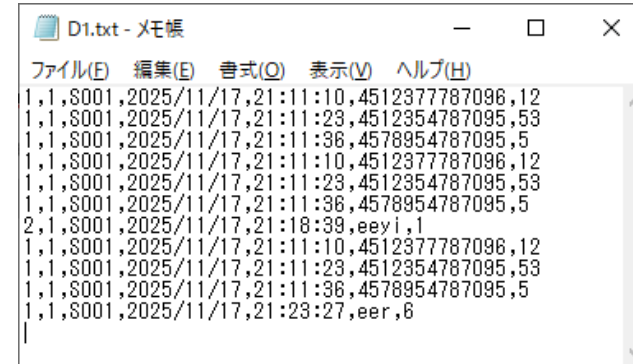 D1.txt - メモ帳
ファイル(F) 編集(E) 書式(O) 表示(V) ヘルプ(H)
1,1,S001,2025/11/17,21:11:10,4512377787096,12
1,1,S001,2025/11/17,21:11:23,4512354787095,53
1,1,S001,2025/11/17,21:11:36,4578954787095,5
1,1,S001,2025/11/17,21:11:10,4512377787096,12
1,1,S001,2025/11/17,21:11:23,4512354787095,53
1,1,S001,2025/11/17,21:11:36,4578954787095,5
2,1,S001,2025/11/17,21:18:39,eeyi,1
1,1,S001,2025/11/17,21:11:10,4512377787096,12
1,1,S001,2025/11/17,21:11:23,4512354787095,53
1,1,S001,2025/11/17,21:11:36,4578954787095,5
1,1,S001,2025/11/17,21:23:27,eer,6